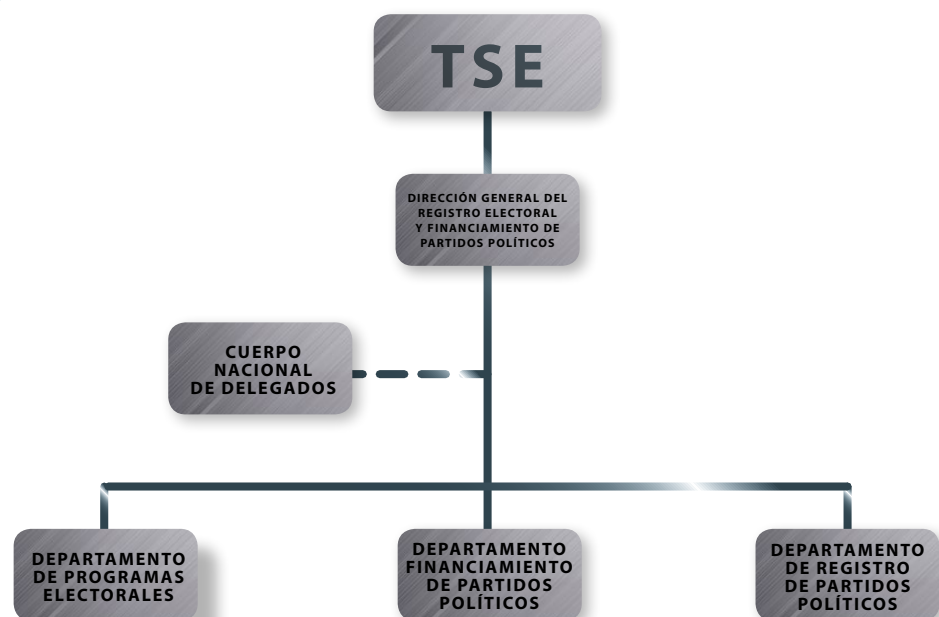 TSE
DIRECCIÓN GENERAL DEL
REGISTRO ELECTORAL
Y FINANCIAMIENTO DE
PARTIDOS POLÍTICOS
CUERPO
NACIONAL
DE DELEGADOS
DEPARTAMENTO
DE PROGRAMAS
ELECTORALES
DEPARTAMENTO
FINANCIAMIENTO
DE PARTIDOS
POLÍTICOS
DEPARTAMENTO
DE REGISTRO
DE PARTIDOS
POLÍTICOS